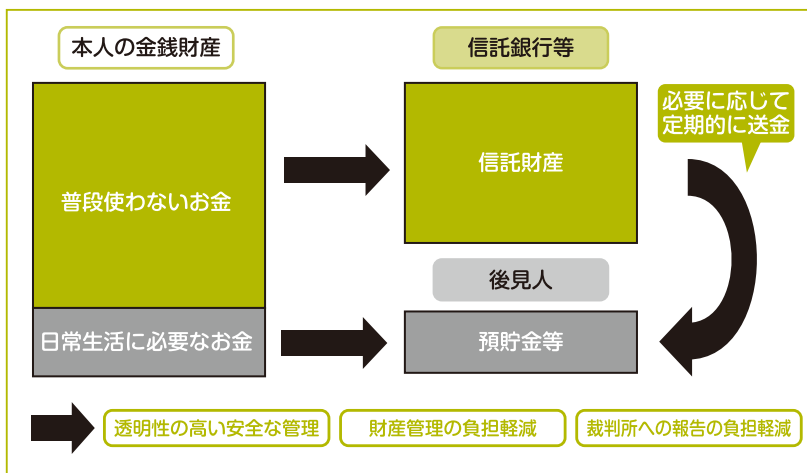 本人の金銭財産
信託銀行等
必要に応じて
定期的に送金
普段使わないお金
信託財産
後見人
日常生活に必要なお金
預貯金等
透明性の高い安全な管理
財産管理の負担軽減
裁判所への報告の負担軽減